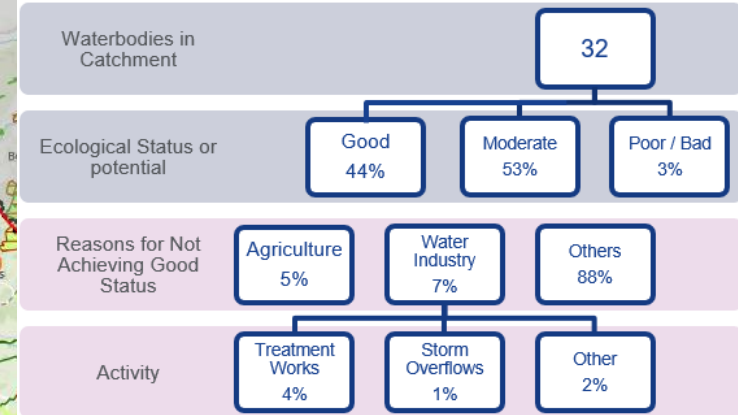 Waterbodies in
Catchment
32
Ecological Status or
potential
Good
44%
Moderate
53%
Poor / Bad
3%
Reasons for Not
Achieving Good
Status
Agriculture
5%
Water
Industry
7%
Others
88%
Activity
Treatment
Works
4%
Storm
Overflows
1%
Other
2%